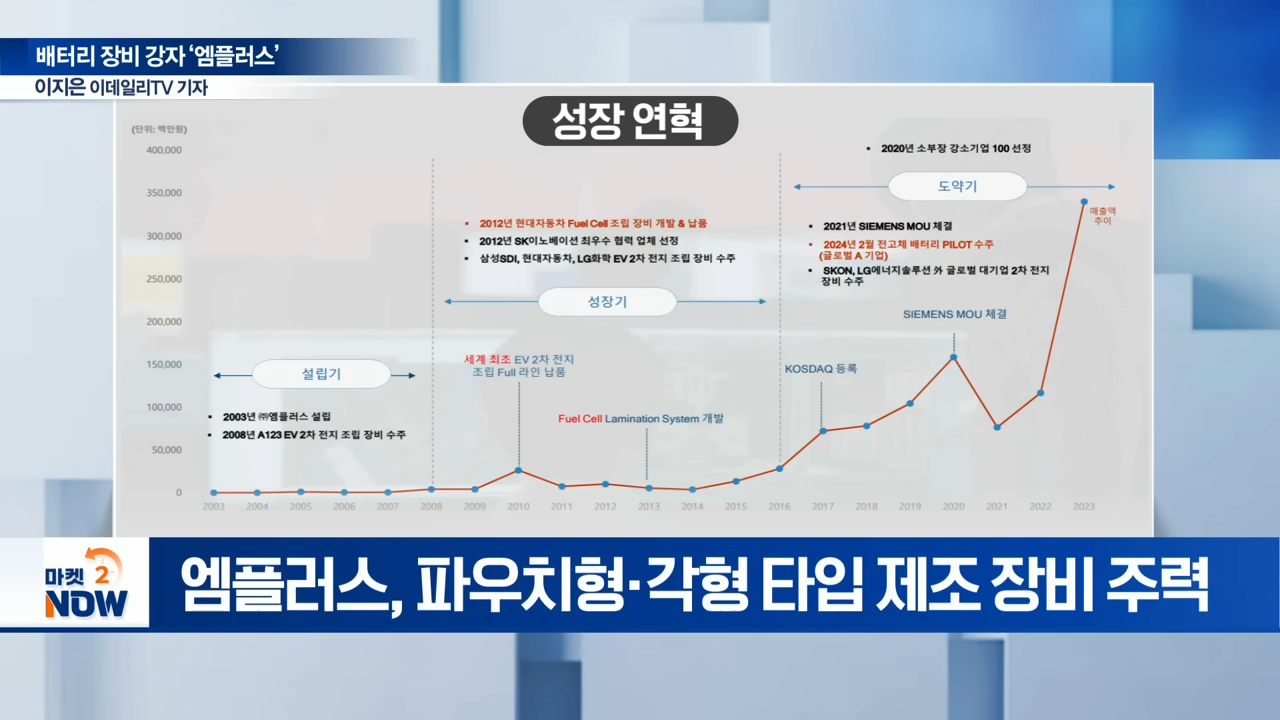 배터리 장비 강자 ‘엠플러스’
이지은 이데일리TV 기자
성장 연혁
(단위: 백만원)
400,000
350,000
300,000
250,000
200,000
150,000
100,000
50,000
0
설립기
▪ 2003년 ㈜엠플러스 설립
▪ 2008년 A123 EV 2차 전지 조립 장비 수주
▪ 2012년 현대자동차 Fuel Cell 조립 장비 개발 & 납품
▪ 2012년 SK이노베이션 최우수 협력 업체 선정
▪ 삼성SDI, 현대자동차, LG화학 EV 2차 전지 조립 장비 수주
성장기
세계 최초 EV 2차 전지
조립 Full 라인 납품
Fuel Cell Lamination System 개발
▪ 2020년 소부장 강소기업 100 선정
도약기
▪ 2021년 SIEMENS MOU 체결
▪ 2024년 2월 전고체 배터리 PILOT 수주
(글로벌 A 기업)
▪ SKON, LG에너지솔루션 外 글로벌 대기업 2차 전지
장비 수주
SIEMENS MOU 체결
KOSDAQ 등록
매출액
추이
2003 2004 2005 2006 2007 2008 2009 2010 2011 2012 2013 2014 2015 2016 2017 2018 2019 2020 2021 2022 2023
마켓 2
NOW
엠플러스, 파우치형·각형 타입 제조 장비 주력